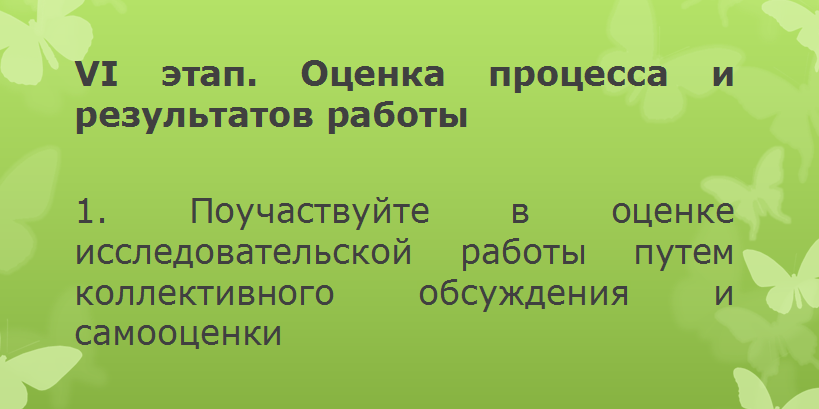 VI этап. Оценка процесса и
результатов работы
1. Поучаствуйте в оценке
исследовательской работы путем
коллективного обсуждения и
самооценки